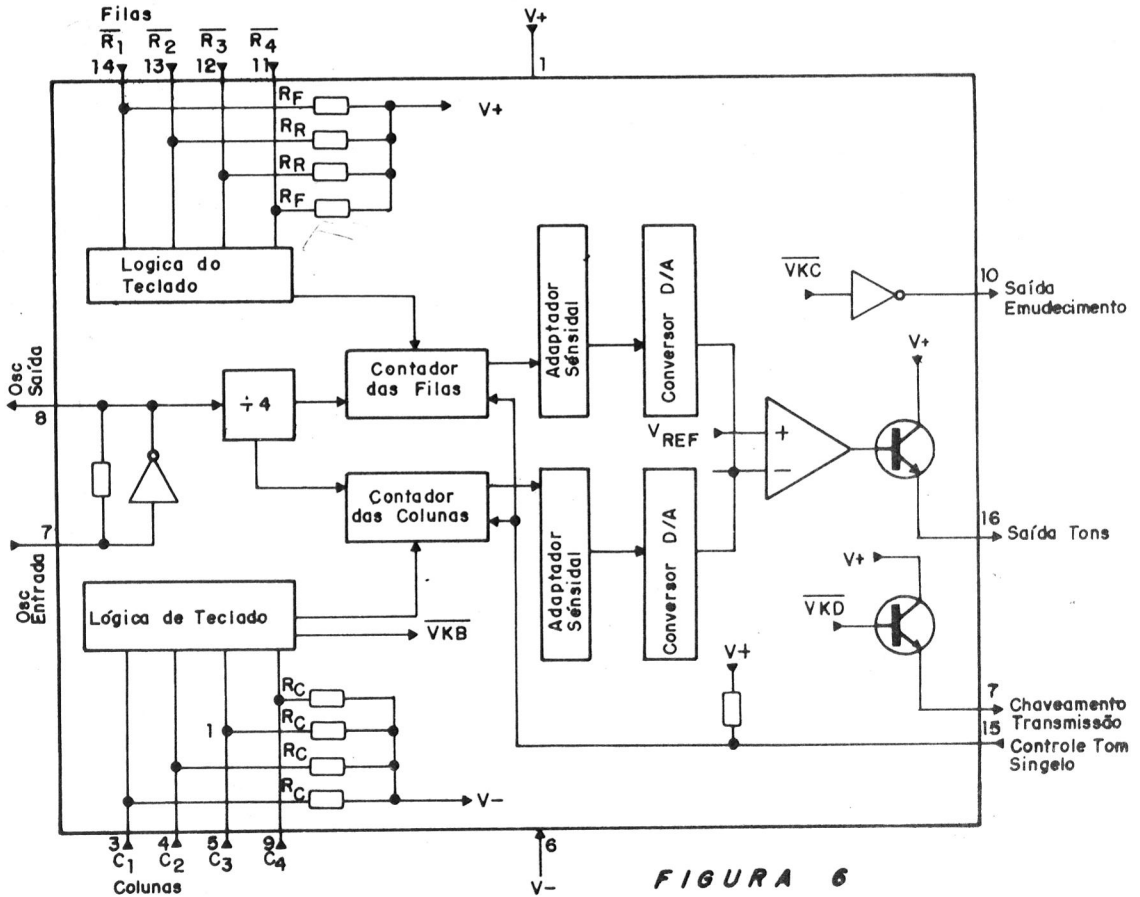 Filas
R1 R2 R3 R4
14 13 12 11
V+
1
RF
V+
RR
RR
RF
Logica do
Teclado
Adaptador
Sénsidal
Conversor D/A
VKC
10
Saída
Emudecimento
Osc
Saída
8
÷4
Contador
das Filas
VREF
+
−
V+
Contador
das Colunas
Adaptador
Sénsidal
Conversor D/A
16
Saída Tons
7
Osc
Entrada
V+
VKD
Lógica de Teclado
VKB
RC
1
RC
RC
RC
V-
V+
7
Chaveamento
Transmissão
15
Controle Tom
Singelo
3 4 5 9
C1 C2 C3 C4
Colunas
6
V-
FIGURA 6